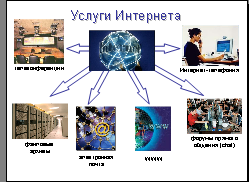 Услуги Интернета
телеконференции
Интернет-телефония
файловые
архивы
электронная
почта
www
форумы прямого
общения (chat)